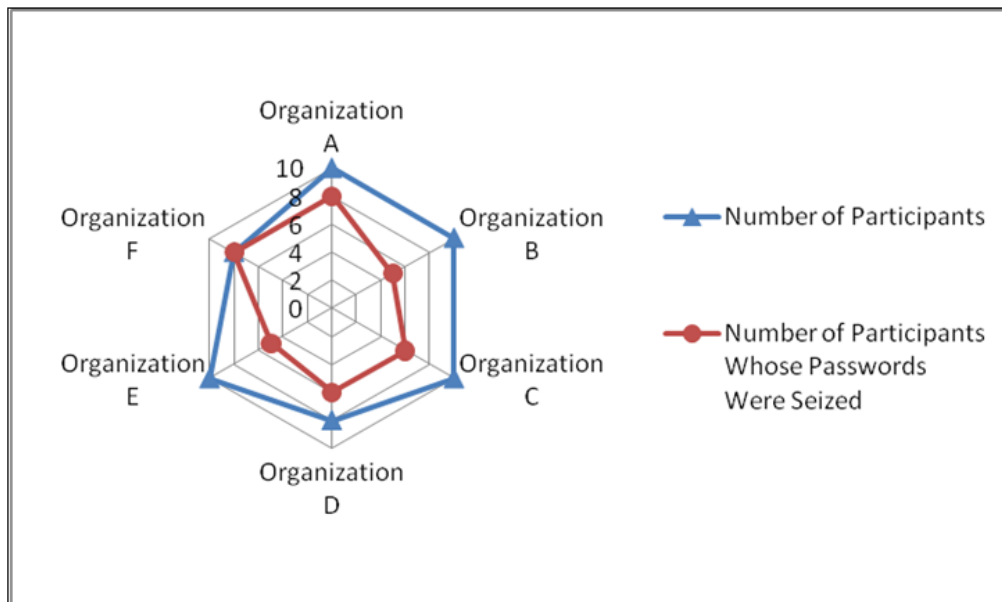 Organization
A
10
8
6
4
2
0
Organization
B
Organization
C
Organization
D
Organization
E
Organization
F
Number of Participants
Number of Participants
Whose Passwords
Were Seized